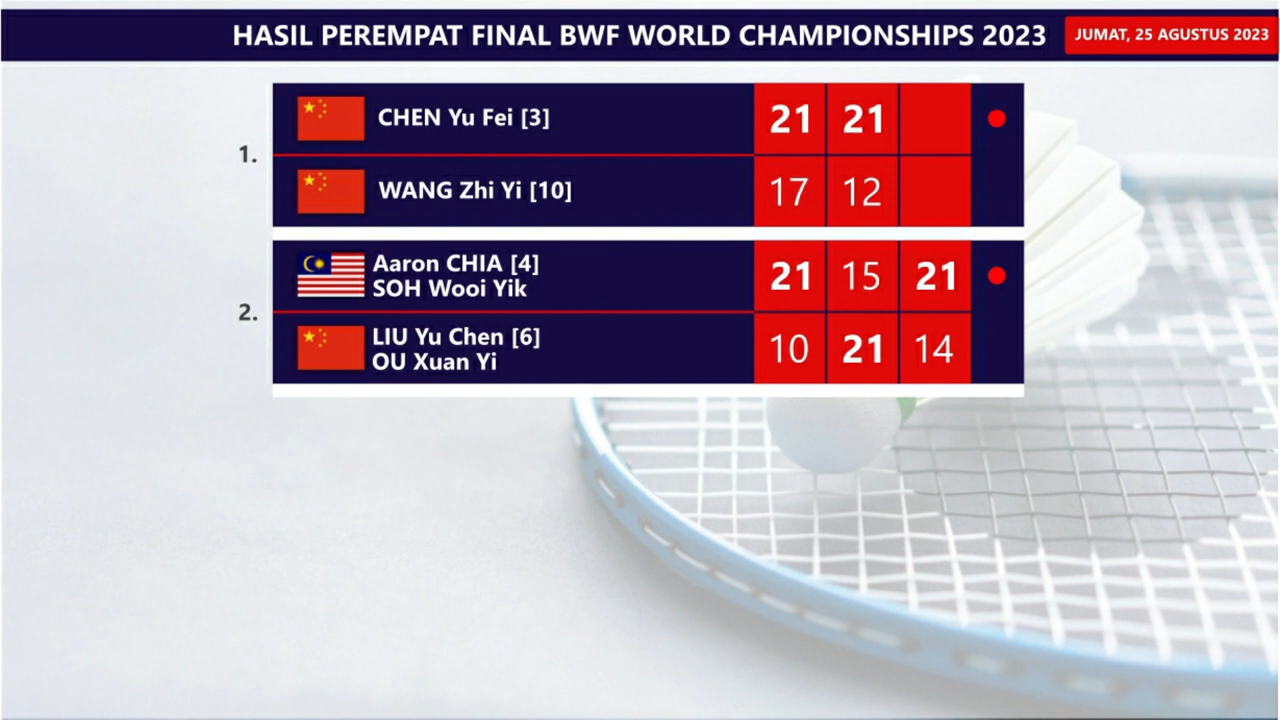 HASIL PEREMPAT FINAL BWF WORLD CHAMPIONSHIPS 2023
JUMAT, 25 AGUSTUS 2023
1.
CHEN Yu Fei [3]
21 21
WANG Zhi Yi [10]
17 12
2.
Aaron CHIA [4]
SOH Wooi Yik
21 15 21
LIU Yu Chen [6]
OU Xuan Yi
10 21 14